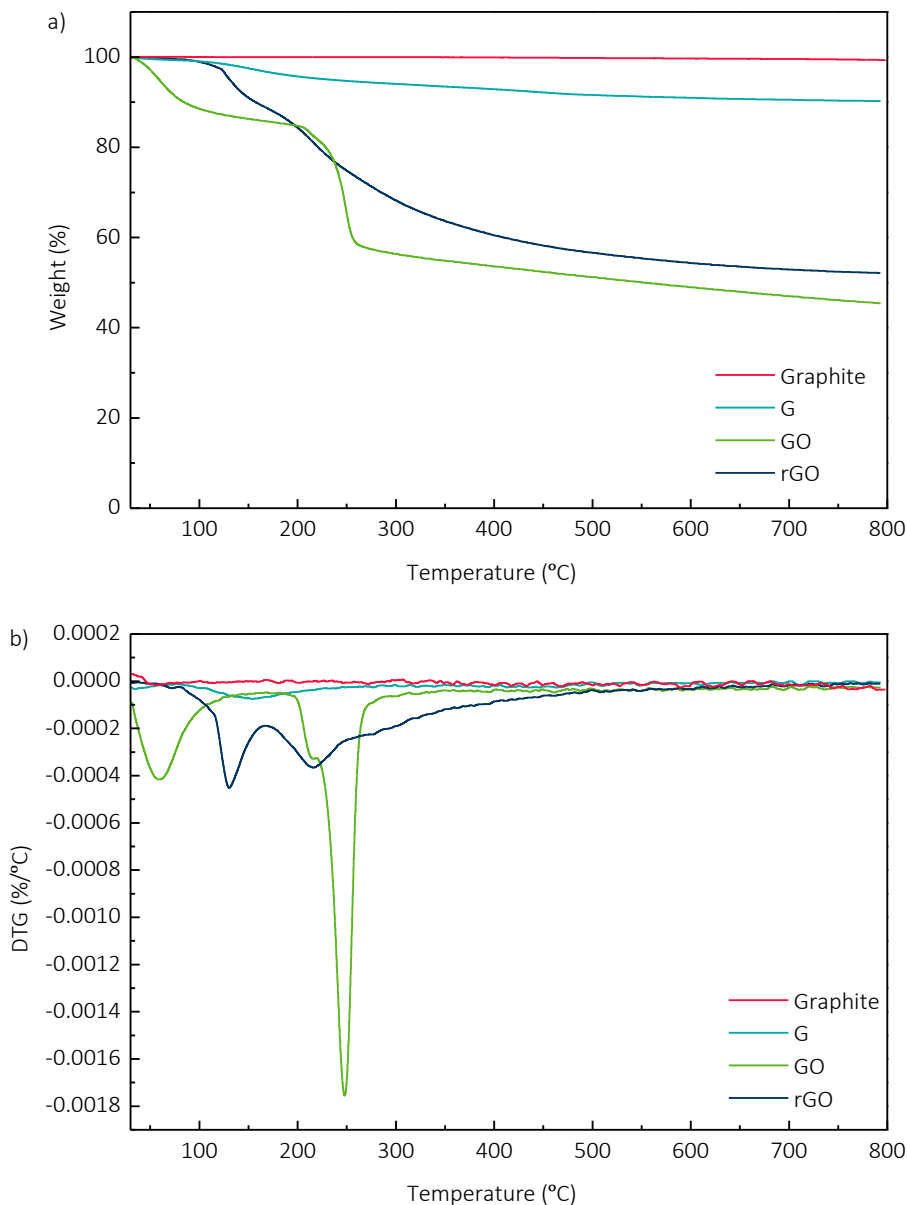 a)
100
80
60
40
20
0
Weight (%)
Graphite
G
GO
rGO
100 200 300 400 500 600 700 800
Temperature (ºC)
b)
0.0002
0.0000
-0.0002
-0.0004
-0.0006
-0.0008
-0.0010
-0.0012
-0.0014
-0.0016
-0.0018
DTG (%/ºC)
Graphite
G
GO
rGO
100 200 300 400 500 600 700 800
Temperature (ºC)